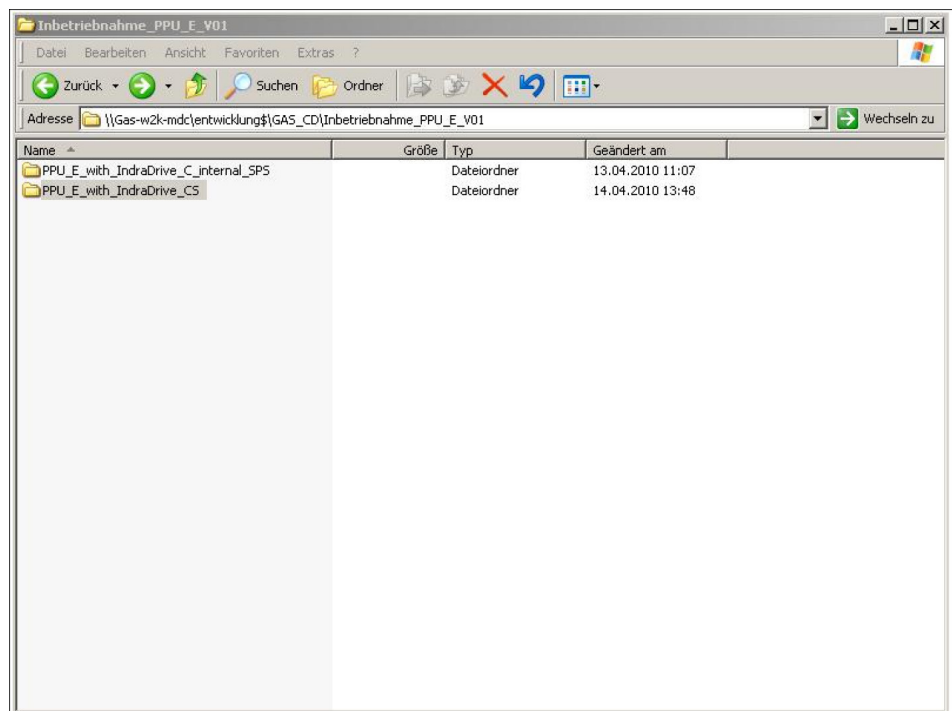 Inbetriebnahme_PPU_E_V01
Datei Bearbeiten Ansicht Favoriten Extras ?
Zurück Suchen Ordner
Adresse \\Gas-w2k-mdc\entwicklung$\GAS_CD\Inbetriebnahme_PPU_E_V01 Wechseln zu
Name Größe Typ Geändert am
PPU_E_with_IndraDrive_C_internal_SPS Dateiordner 13.04.2010 11:07
PPU_E_with_IndraDrive_CS Dateiordner 14.04.2010 13:48